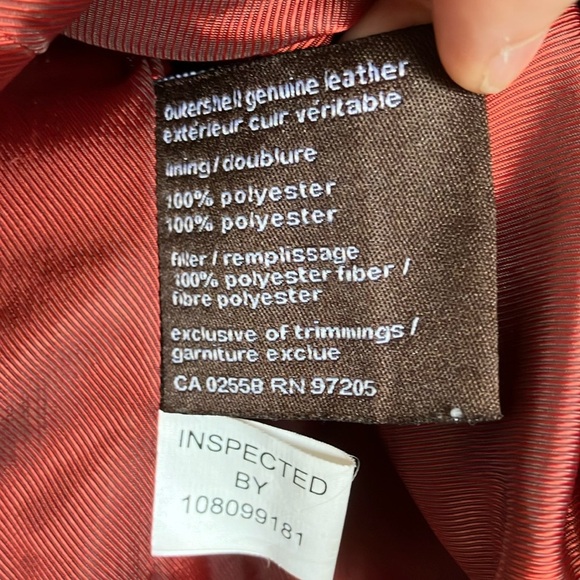 outershell genuine leather
extérieur cuir véritable
lining/doublure
100% polyester
100% polyester
filler / remplissage
100% polyester fiber /
fibre polyester
exclusive of trimmings /
garniture exclue
CA 02558 RN 97205
INSPECTED
BY
108099181